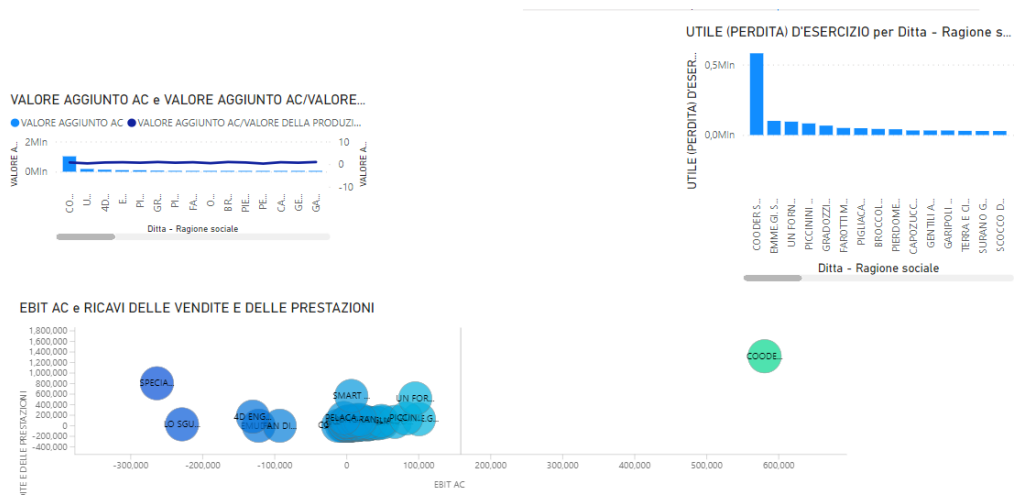 UTILE (PERDITA) D'ESERCIZIO per Ditta - Ragione s...
UTILE (PERDITA) D'ESER...
0,5Mln
0,0Mln
COODER S...
EMME.GI. S...
UN FORN...
PICCININI ...
GRADOZZI...
FAROTTI M...
PIGLIACA...
BROCCOL...
PIERDOME...
CAPOZUCC...
GENTILI A...
GARIPOLI ...
TERRA E CI...
SURANO G...
SCOCCO D...
Ditta - Ragione sociale
VALORE AGGIUNTO AC e VALORE AGGIUNTO AC/VALORE...
VALORE AGGIUNTO AC VALORE AGGIUNTO AC/VALORE DELLA PRODUZI...
VALORE A...
2Mln
0Mln
10
0
-10
VALORE A...
CO...
U...
4D...
E...
PI...
GR...
PI...
FA...
O...
BR...
PIE...
PE...
CA...
GE...
GA...
Ditta - Ragione sociale
EBIT AC e RICAVI DELLE VENDITE E DELLE PRESTAZIONI
ITE E DELLE PRESTAZIONI
1,800,000
1,600,000
1,400,000
1,200,000
1,000,000
800,000
600,000
400,000
200,000
0
-200,000
-400,000
COODE...
SPECIA...
SMART ...
UN FOR...
LO SGU...
4D ENG...
PAN DI...
-300,000 -200,000 -100,000 0 100,000 200,000 300,000 400,000 500,000 600,000
EBIT AC